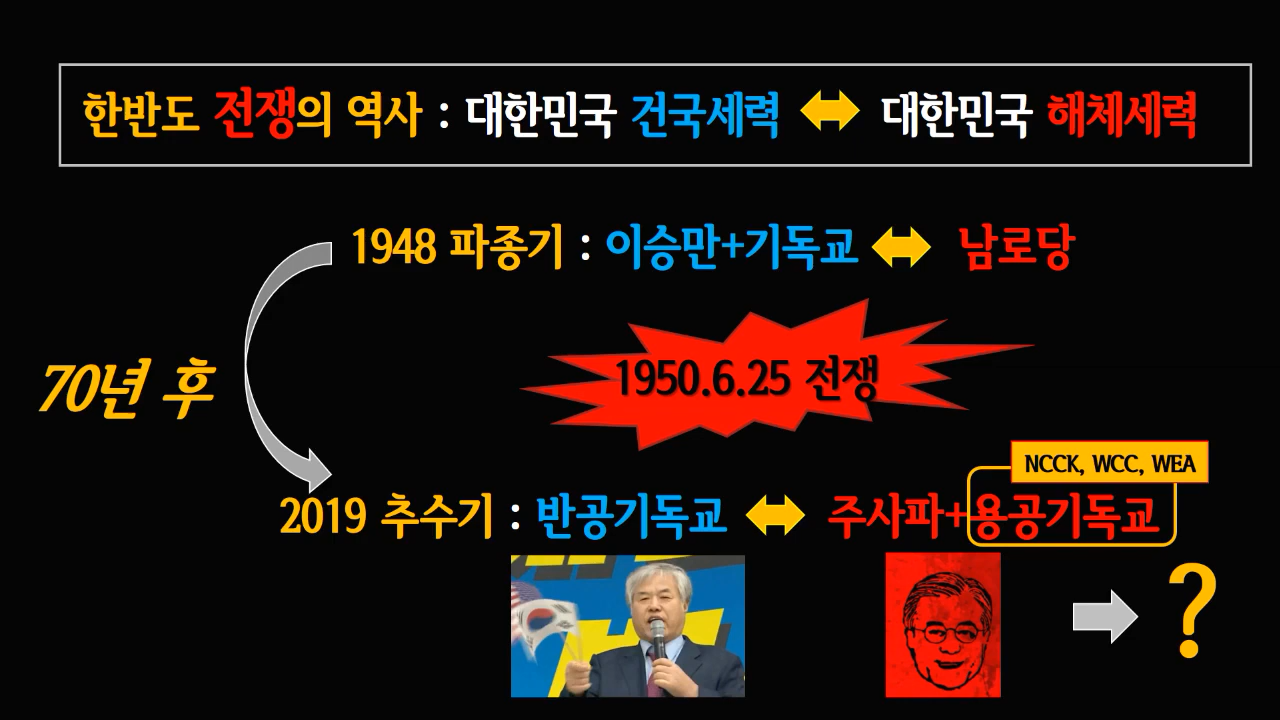 한반도 전쟁의 역사 : 대한민국 건국세력 대한민국 해체세력
1948 파종기 : 이승만+기독교 남로당
1950.6.25 전쟁
70년 후
NCCK, WCC, WEA
2019 추수기 : 반공기독교 주사파+용공기독교
?